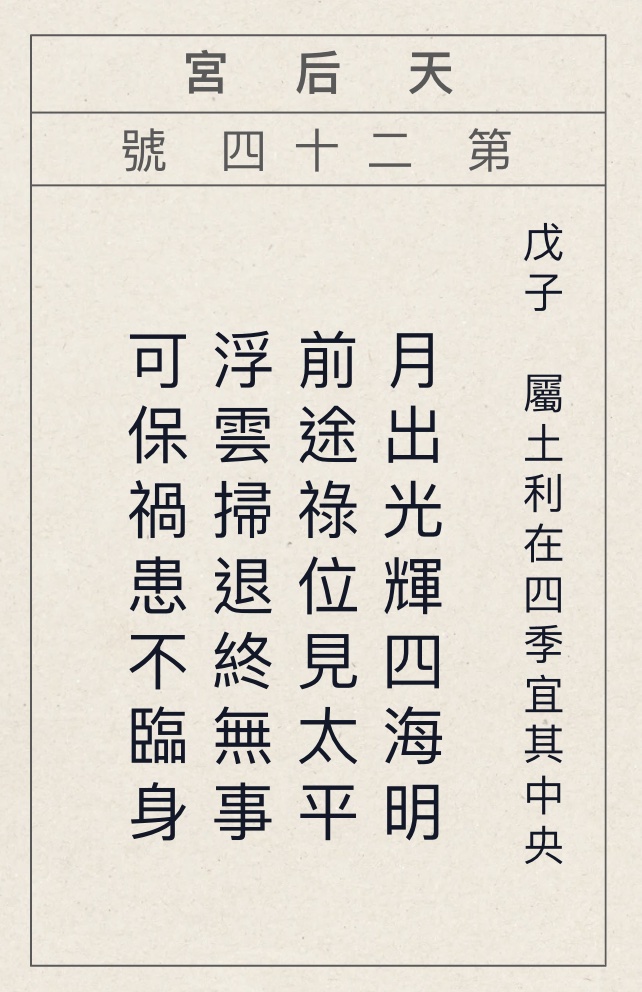 天后宮
第二十四號
戊子 屬土利在四季宜其中央
月出光輝四海明
前途祿位見太平
浮雲掃退終無事
可保禍患不臨身